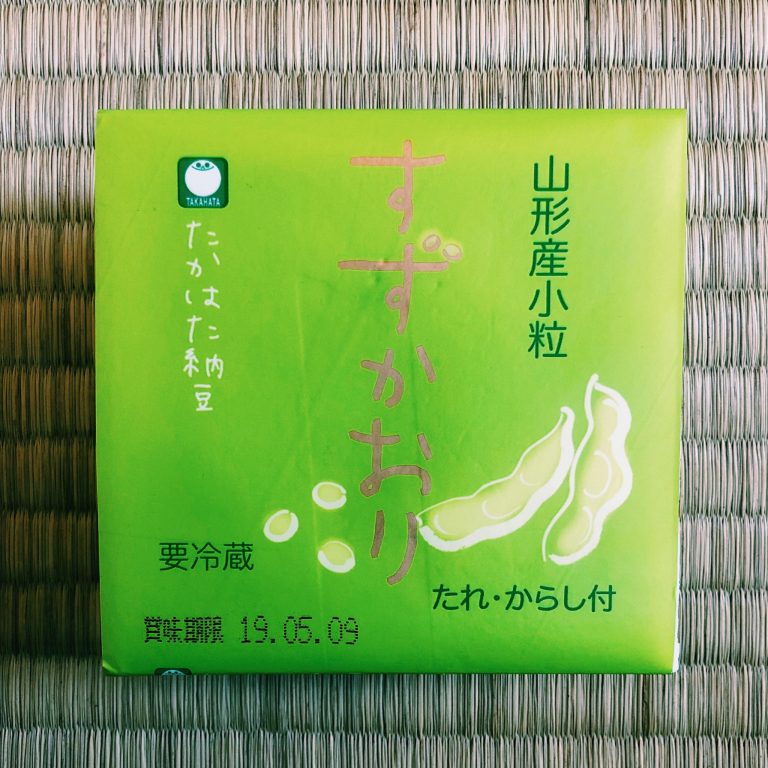 山形産小粒
すずかおり
TAKAHATA
たかはた納豆
要冷蔵
たれ・からし付
賞味期限 19.05.09